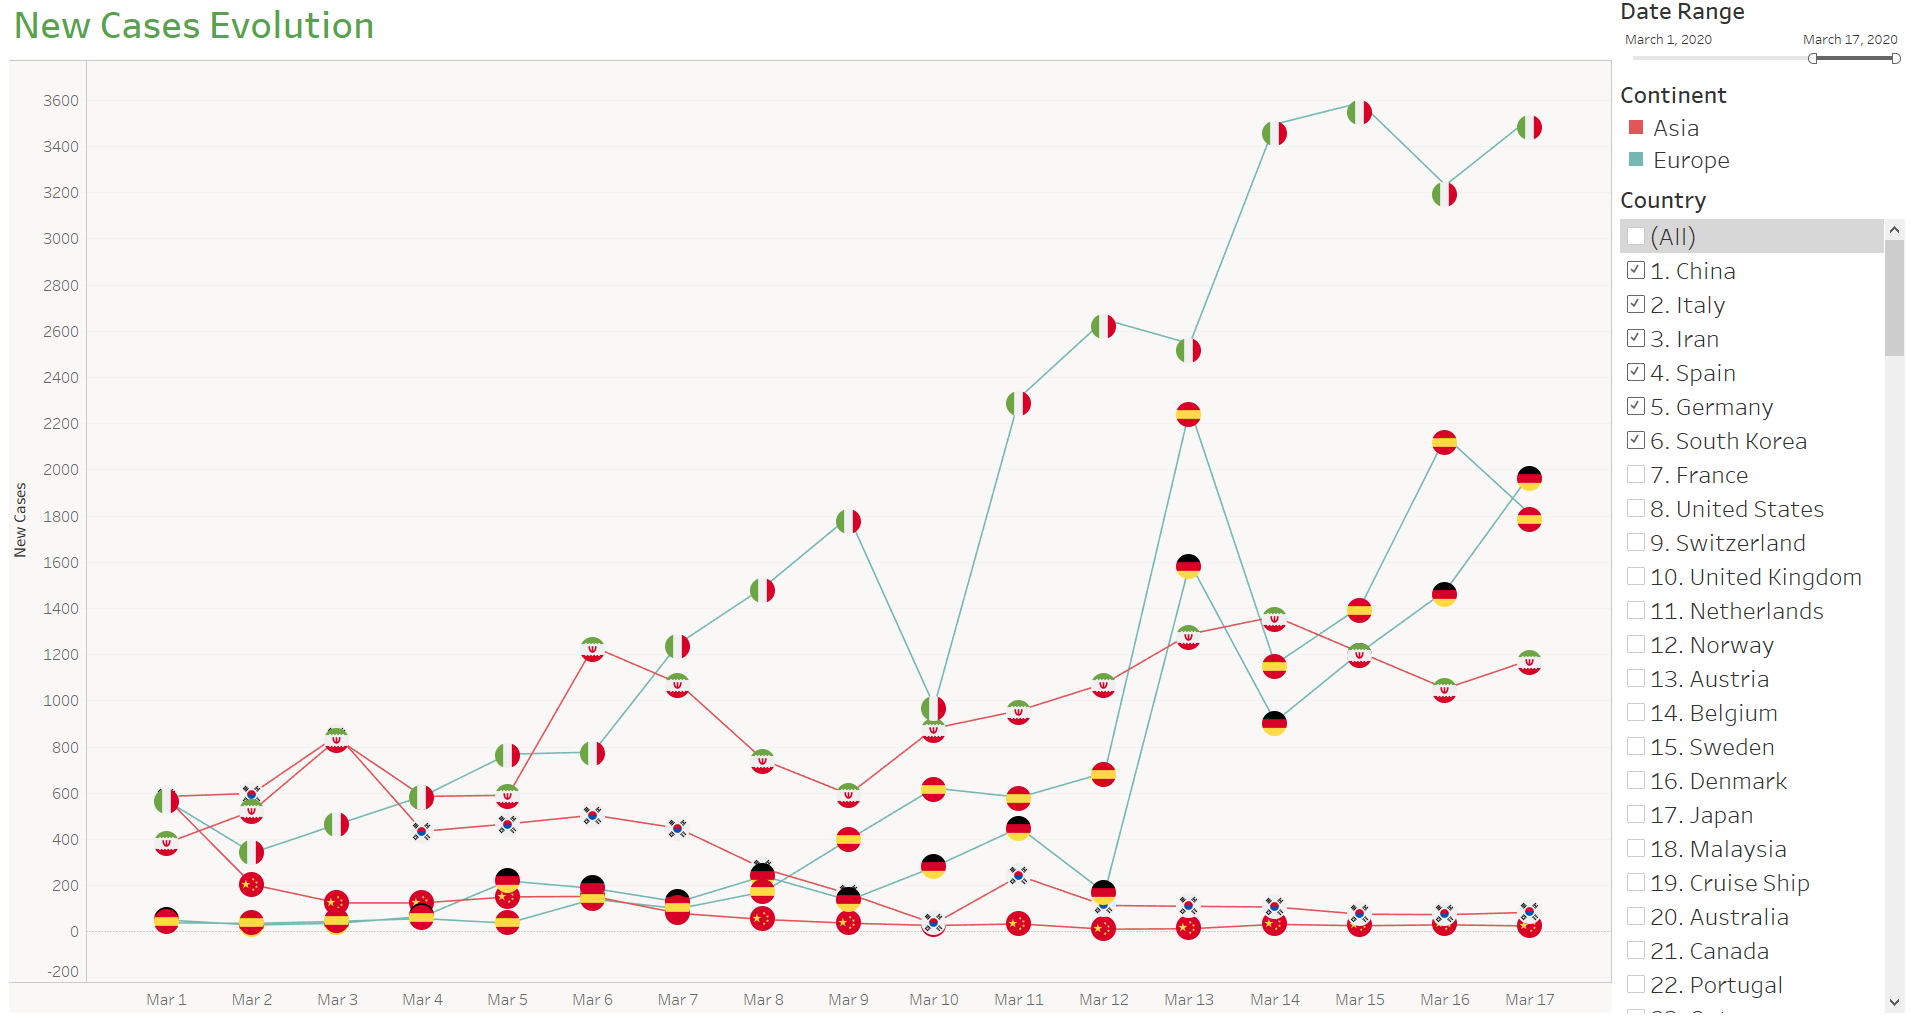 New Cases Evolution
Date Range
March 1, 2020 March 17, 2020
Continent
Asia
Europe
Country
(All)
1. China
2. Italy
3. Iran
4. Spain
5. Germany
6. South Korea
7. France
8. United States
9. Switzerland
10. United Kingdom
11. Netherlands
12. Norway
13. Austria
14. Belgium
15. Sweden
16. Denmark
17. Japan
18. Malaysia
19. Cruise Ship
20. Australia
21. Canada
22. Portugal
New Cases
3600
3400
3200
3000
2800
2600
2400
2200
2000
1800
1600
1400
1200
1000
800
600
400
200
0
-200
Mar 1 Mar 2 Mar 3 Mar 4 Mar 5 Mar 6 Mar 7 Mar 8 Mar 9 Mar 10 Mar 11 Mar 12 Mar 13 Mar 14 Mar 15 Mar 16 Mar 17